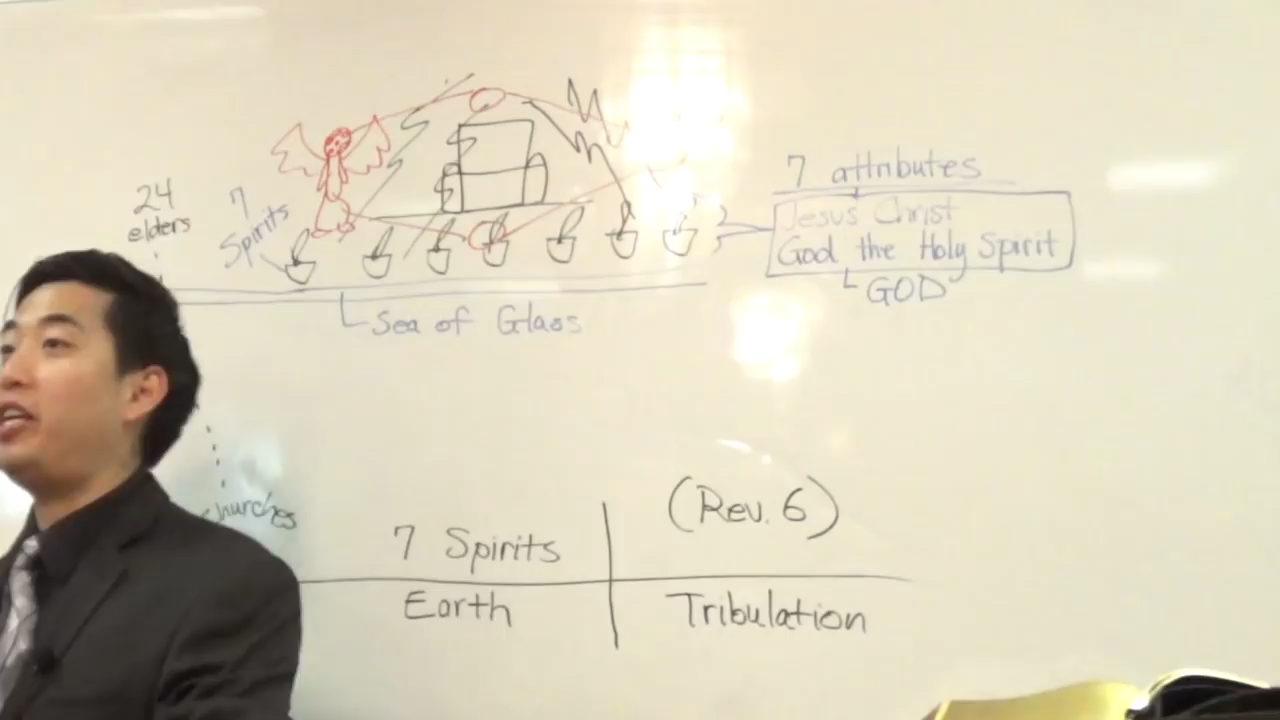 24
elders
7
Spirits
7 attributes
Jesus Christ
God the Holy Spirit
GOD
Sea of Glass
churches
7 Spirits
(Rev. 6)
Earth
Tribulation